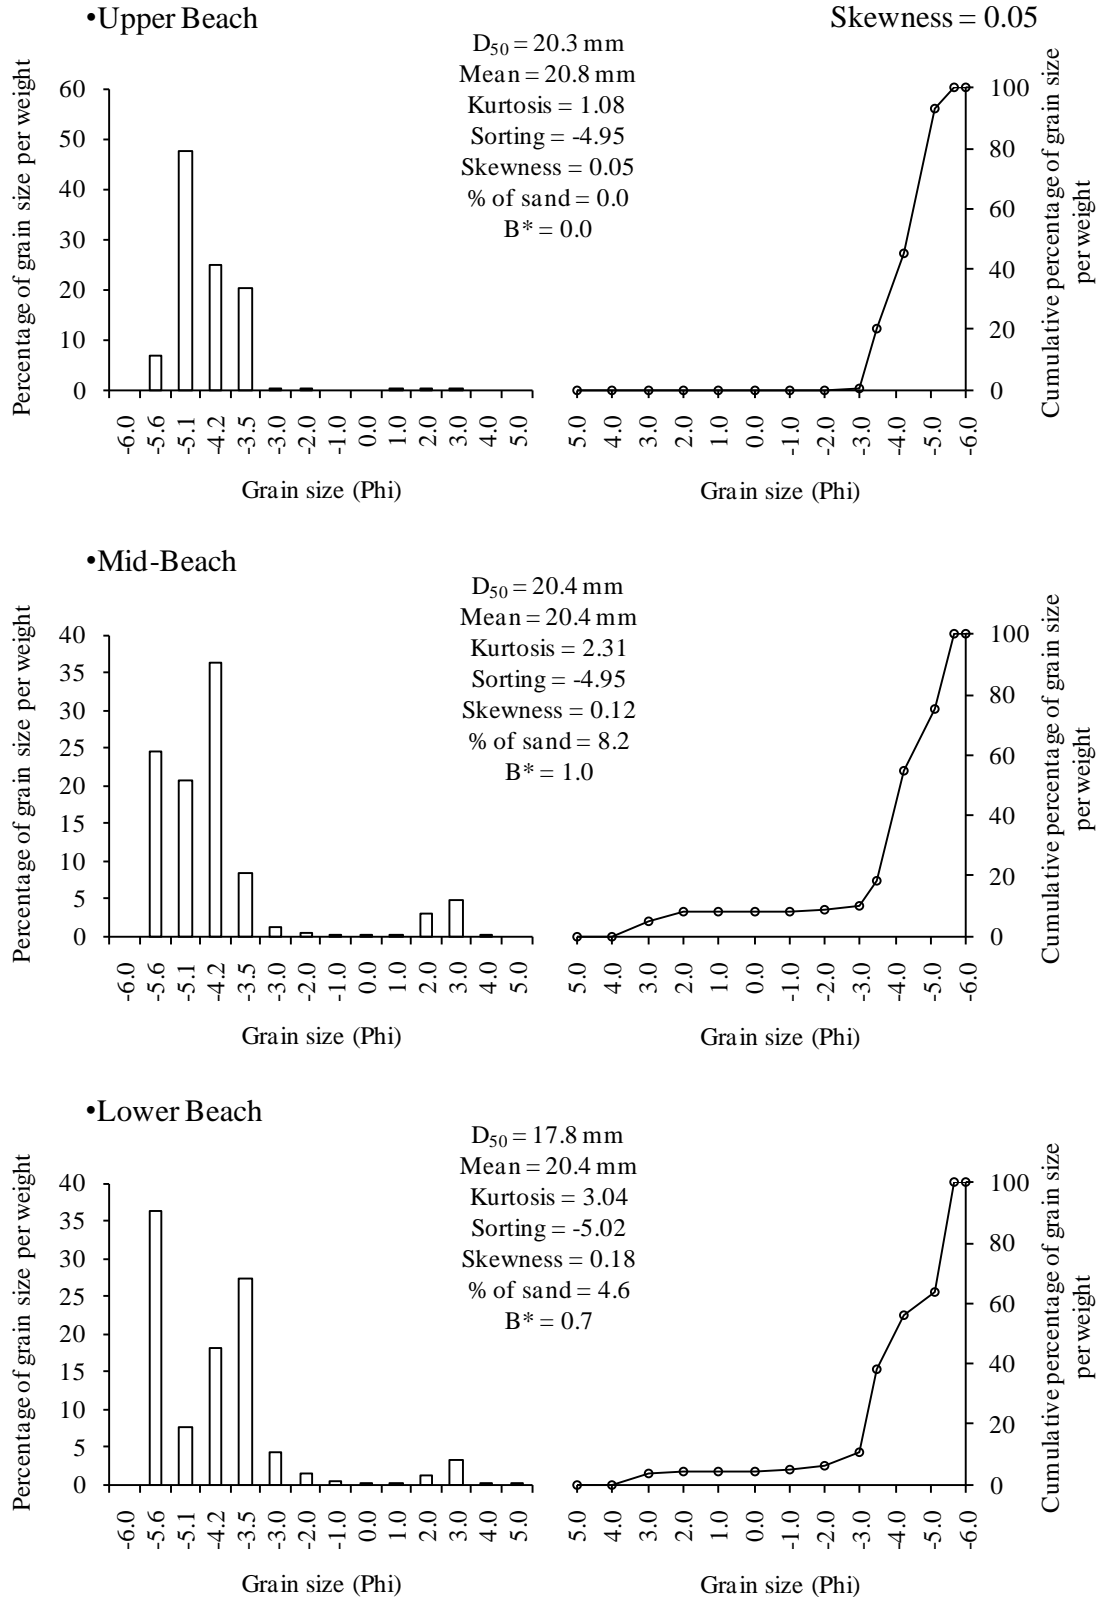 •Upper Beach
Skewness = 0.05
D₅₀ = 20.3 mm
Mean = 20.8 mm
Kurtosis = 1.08
Sorting = -4.95
Skewness = 0.05
% of sand = 0.0
B* = 0.0
Percentage of grain size per weight
60
50
40
30
20
10
0
-6.0 -5.6 -5.1 -4.2 -3.5 -3.0 -2.0 -1.0 0.0 1.0 2.0 3.0 4.0 5.0
Grain size (Phi)
Cumulative percentage of grain size
per weight
100
80
60
40
20
0
5.0 4.0 3.0 2.0 1.0 0.0 -1.0 -2.0 -3.0 -4.0 -5.0 -6.0
Grain size (Phi)
•Mid-Beach
D₅₀ = 20.4 mm
Mean = 20.4 mm
Kurtosis = 2.31
Sorting = -4.95
Skewness = 0.12
% of sand = 8.2
B* = 1.0
Percentage of grain size per weight
40
35
30
25
20
15
10
5
0
-6.0 -5.6 -5.1 -4.2 -3.5 -3.0 -2.0 -1.0 0.0 1.0 2.0 3.0 4.0 5.0
Grain size (Phi)
Cumulative percentage of grain size
per weight
100
80
60
40
20
0
5.0 4.0 3.0 2.0 1.0 0.0 -1.0 -2.0 -3.0 -4.0 -5.0 -6.0
Grain size (Phi)
•Lower Beach
D₅₀ = 17.8 mm
Mean = 20.4 mm
Kurtosis = 3.04
Sorting = -5.02
Skewness = 0.18
% of sand = 4.6
B* = 0.7
Percentage of grain size per weight
40
35
30
25
20
15
10
5
0
-6.0 -5.6 -5.1 -4.2 -3.5 -3.0 -2.0 -1.0 0.0 1.0 2.0 3.0 4.0 5.0
Grain size (Phi)
Cumulative percentage of grain size
per weight
100
80
60
40
20
0
5.0 4.0 3.0 2.0 1.0 0.0 -1.0 -2.0 -3.0 -4.0 -5.0 -6.0
Grain size (Phi)